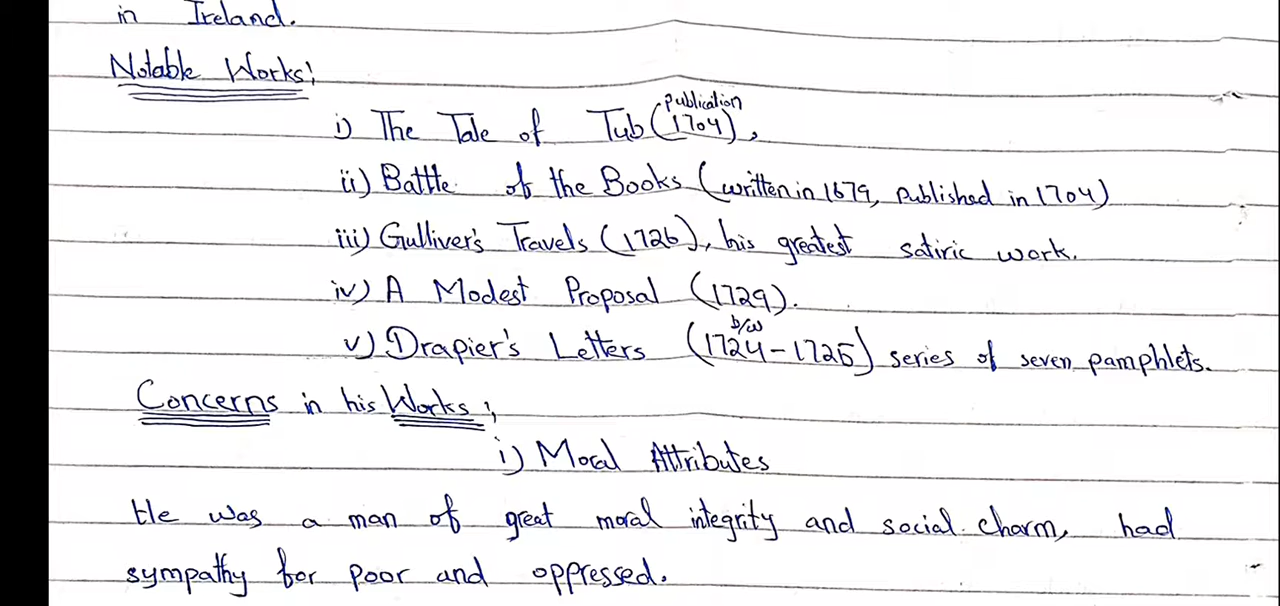 in Ireland.
Notable Works;
i) The Tale of Tub (publication 1704),
ii) Battle of the Books (written in 1679, published in 1704)
iii) Gulliver's Travels (1726), his greatest satiric work.
iv) A Modest Proposal (1729).
v) Drapier's Letters (b/w 1724-1725) series of seven pamphlets.
Concerns in his Works;
i) Moral Attributes
He was a man of great moral integrity and social charm, had
sympathy for poor and oppressed.